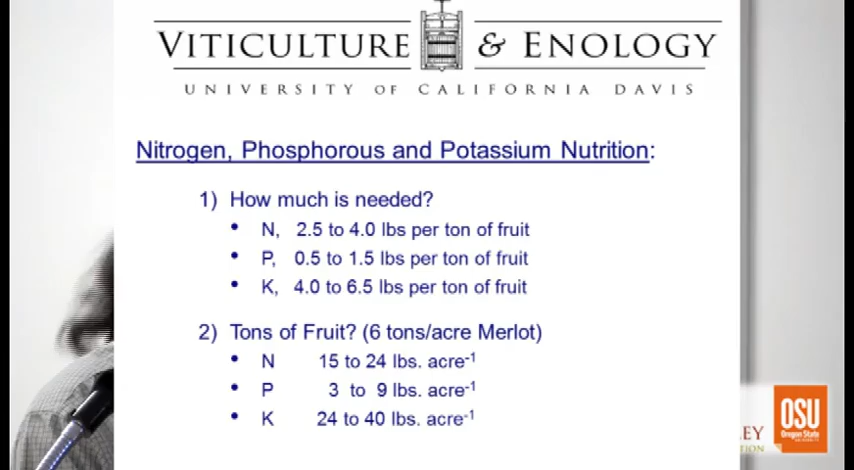 VITICULTURE & ENOLOGY
UNIVERSITY OF CALIFORNIA DAVIS
Nitrogen, Phosphorous and Potassium Nutrition:
1) How much is needed?
• N, 2.5 to 4.0 lbs per ton of fruit
• P, 0.5 to 1.5 lbs per ton of fruit
• K, 4.0 to 6.5 lbs per ton of fruit
2) Tons of Fruit? (6 tons/acre Merlot)
• N 15 to 24 lbs. acre-1
• P 3 to 9 lbs. acre-1
• K 24 to 40 lbs. acre-1
OSU
Oregon State